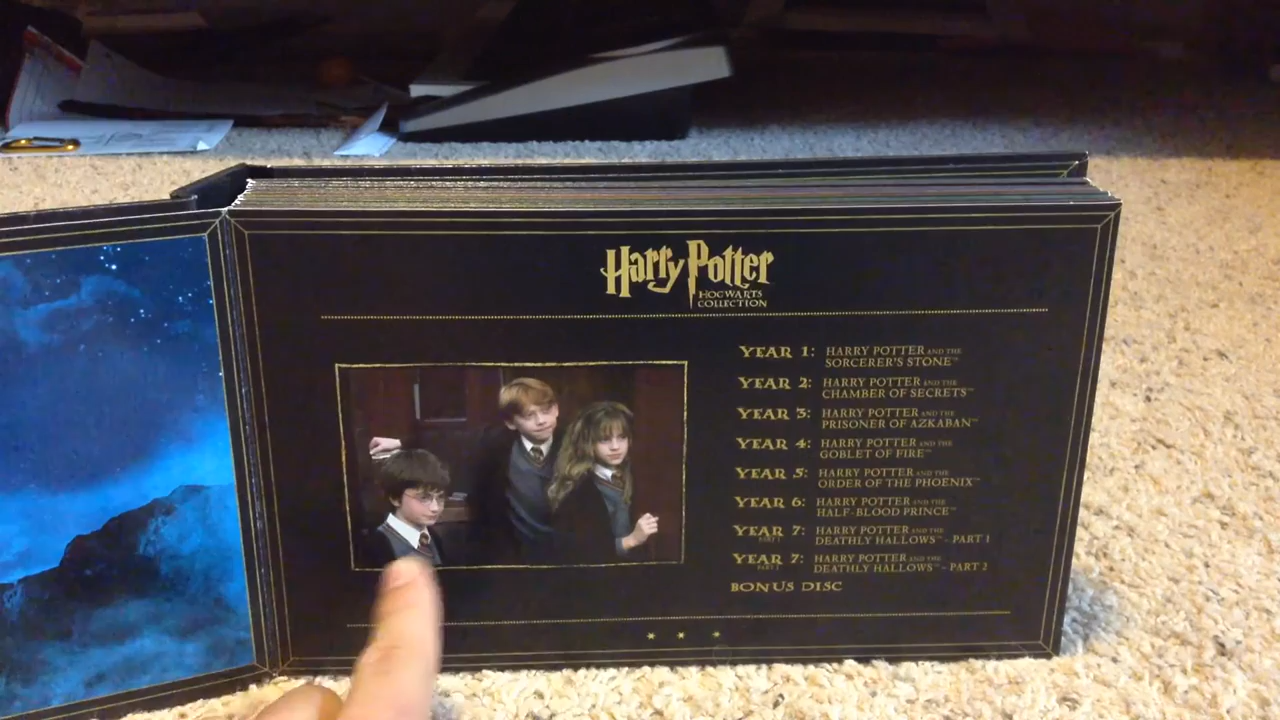 Harry Potter
HOGWARTS
COLLECTION
YEAR 1: HARRY POTTER AND THE
SORCERER'S STONE™
YEAR 2: HARRY POTTER AND THE
CHAMBER OF SECRETS™
YEAR 3: HARRY POTTER AND THE
PRISONER OF AZKABAN™
YEAR 4: HARRY POTTER AND THE
GOBLET OF FIRE™
YEAR 5: HARRY POTTER AND THE
ORDER OF THE PHOENIX™
YEAR 6: HARRY POTTER AND THE
HALF-BLOOD PRINCE™
YEAR 7: HARRY POTTER AND THE
PART 1 DEATHLY HALLOWS™ - PART 1
YEAR 7: HARRY POTTER AND THE
PART 2 DEATHLY HALLOWS™ - PART 2
BONUS DISC